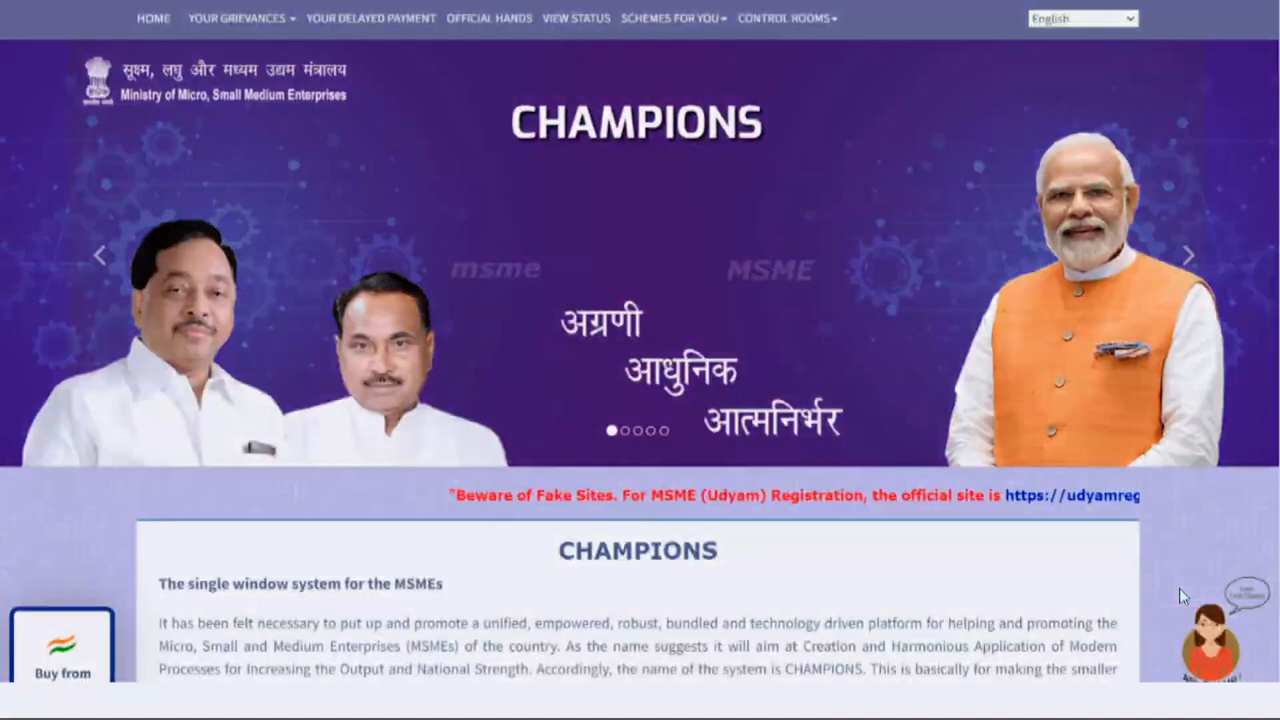 HOME YOUR GRIEVANCES YOUR DELAYED PAYMENT OFFICIAL HANDS VIEW STATUS SCHEMES FOR YOU CONTROL ROOMS English
सूक्ष्म, लघु और मध्यम उद्यम मंत्रालय
Ministry of Micro, Small Medium Enterprises
CHAMPIONS
msme MSME
अग्रणी
आधुनिक
आत्मनिर्भर
"Beware of Fake Sites. For MSME (Udyam) Registration, the official site is https://udyamreg
CHAMPIONS
The single window system for the MSMEs
It has been felt necessary to put up and promote a unified, empowered, robust, bundled and technology driven platform for helping and promoting the
Micro, Small and Medium Enterprises (MSMEs) of the country. As the name suggests it will aim at Creation and Harmonious Application of Modern
Processes for Increasing the Output and National Strength. Accordingly, the name of the system is CHAMPIONS. This is basically for making the smaller
Buy from